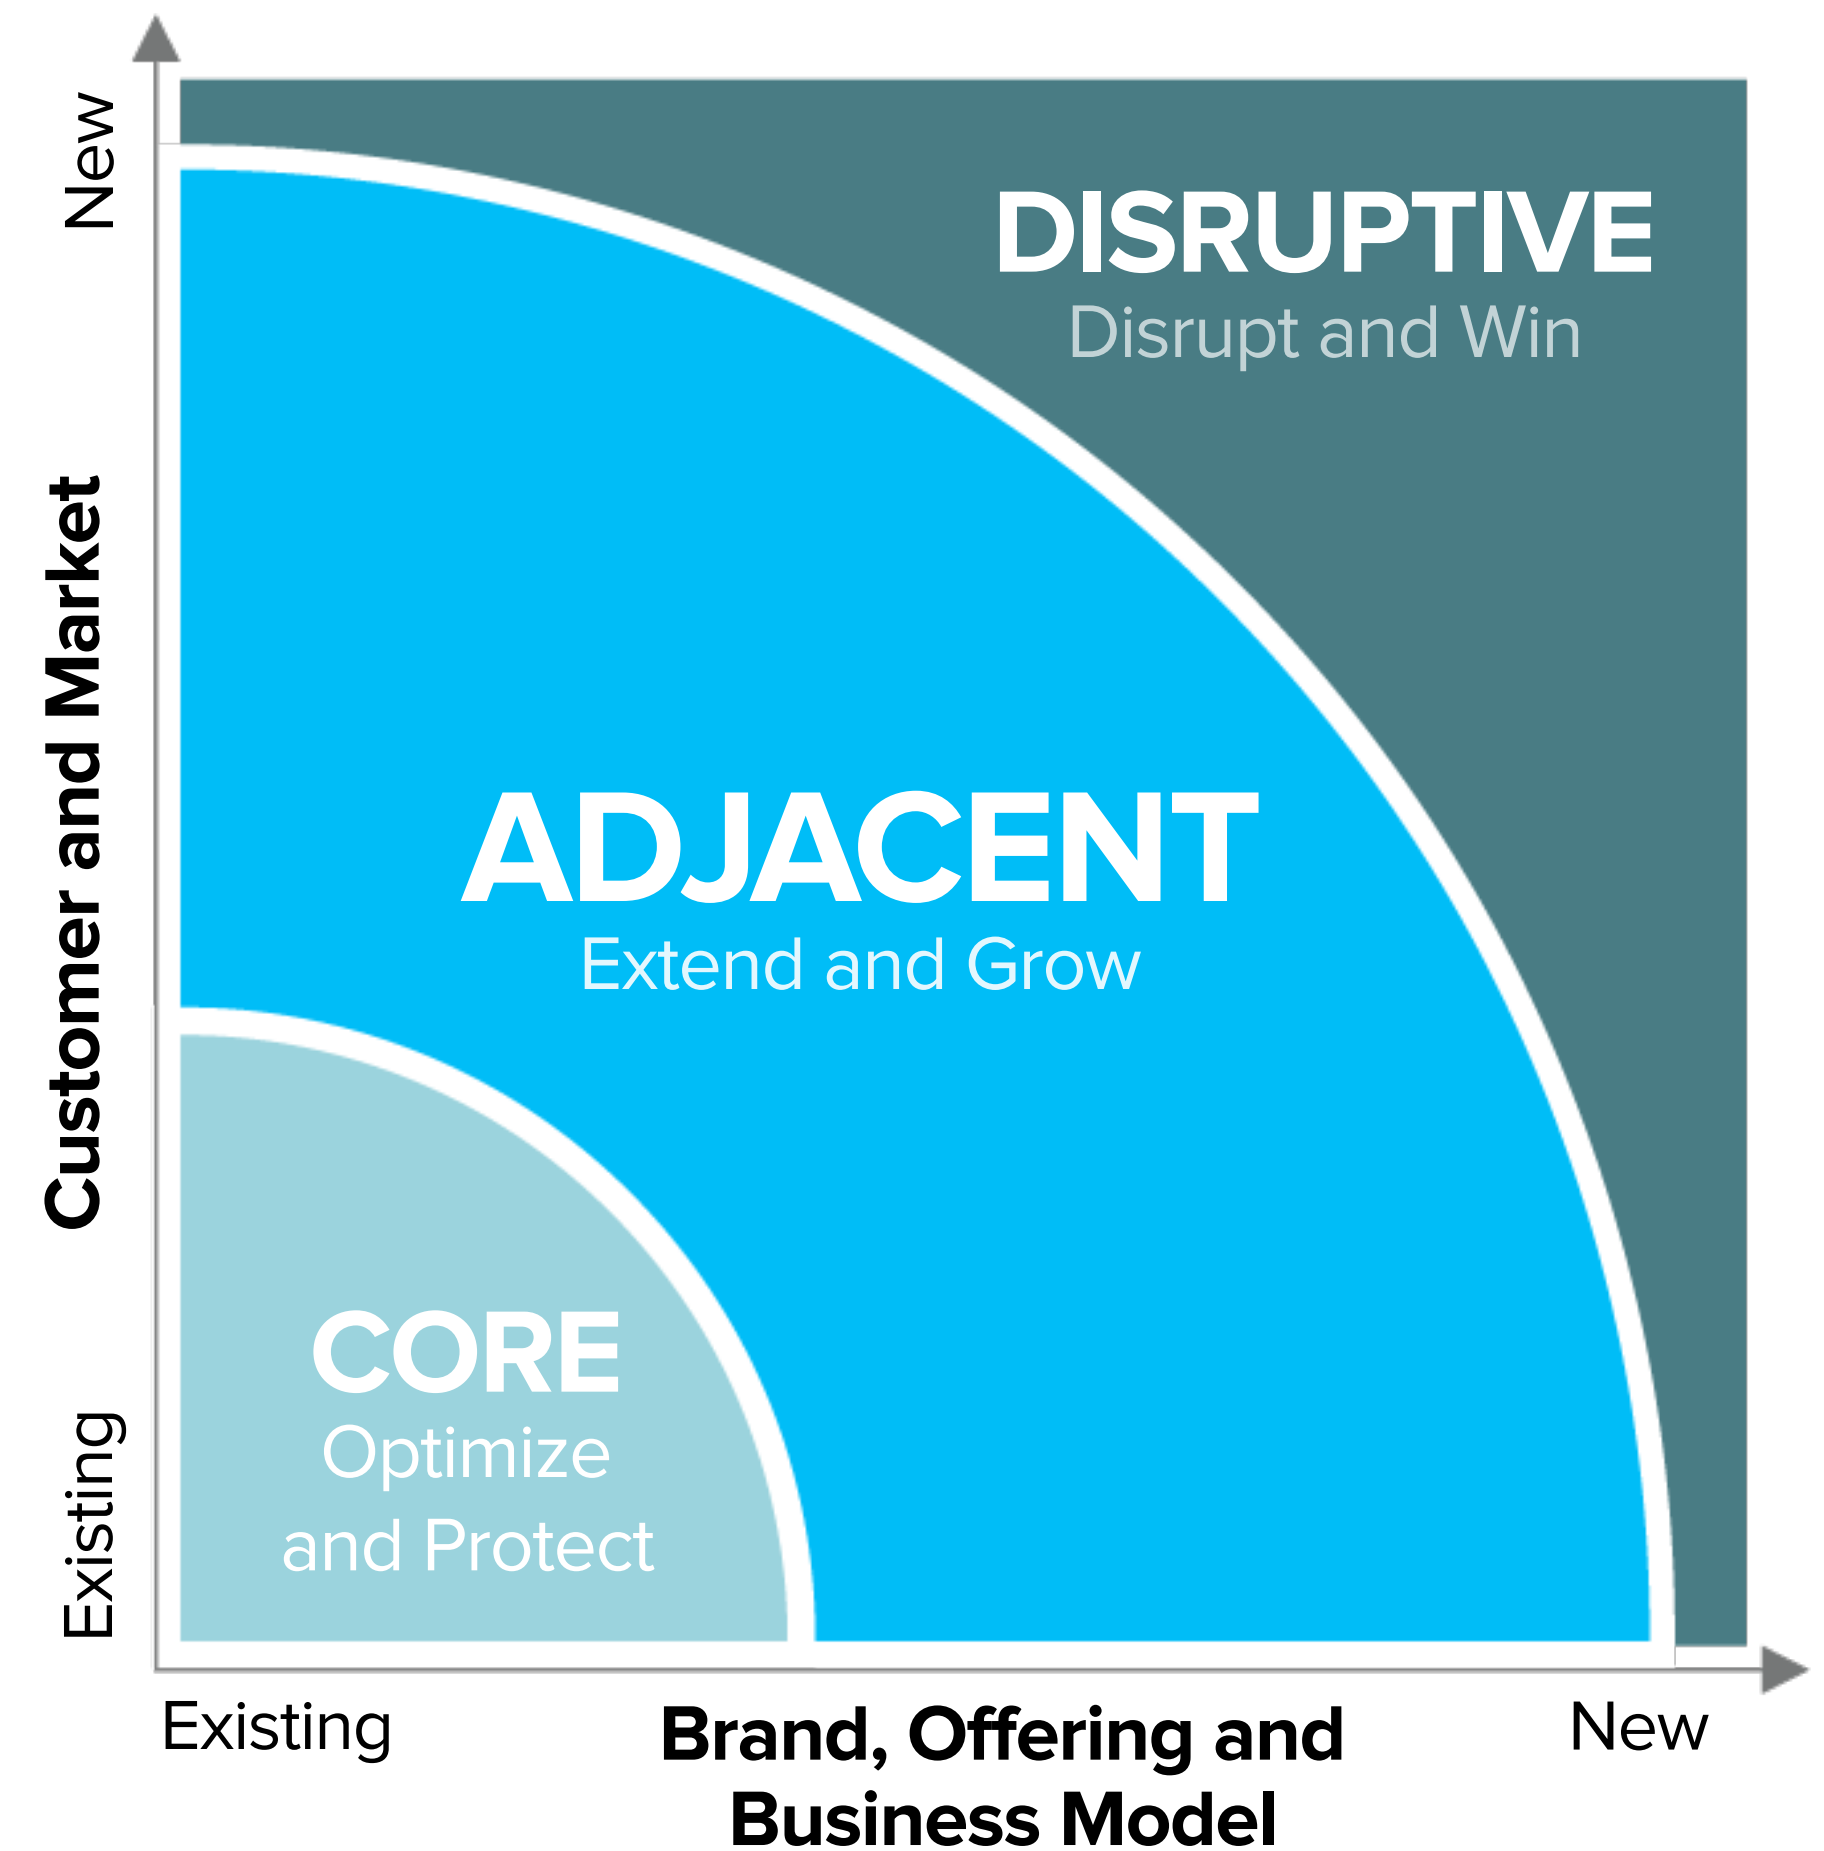 New
DISRUPTIVE
Disrupt and Win
Customer and Market
ADJACENT
Extend and Grow
CORE
Optimize
and Protect
Existing
Existing
Brand, Offering and
Business Model
New